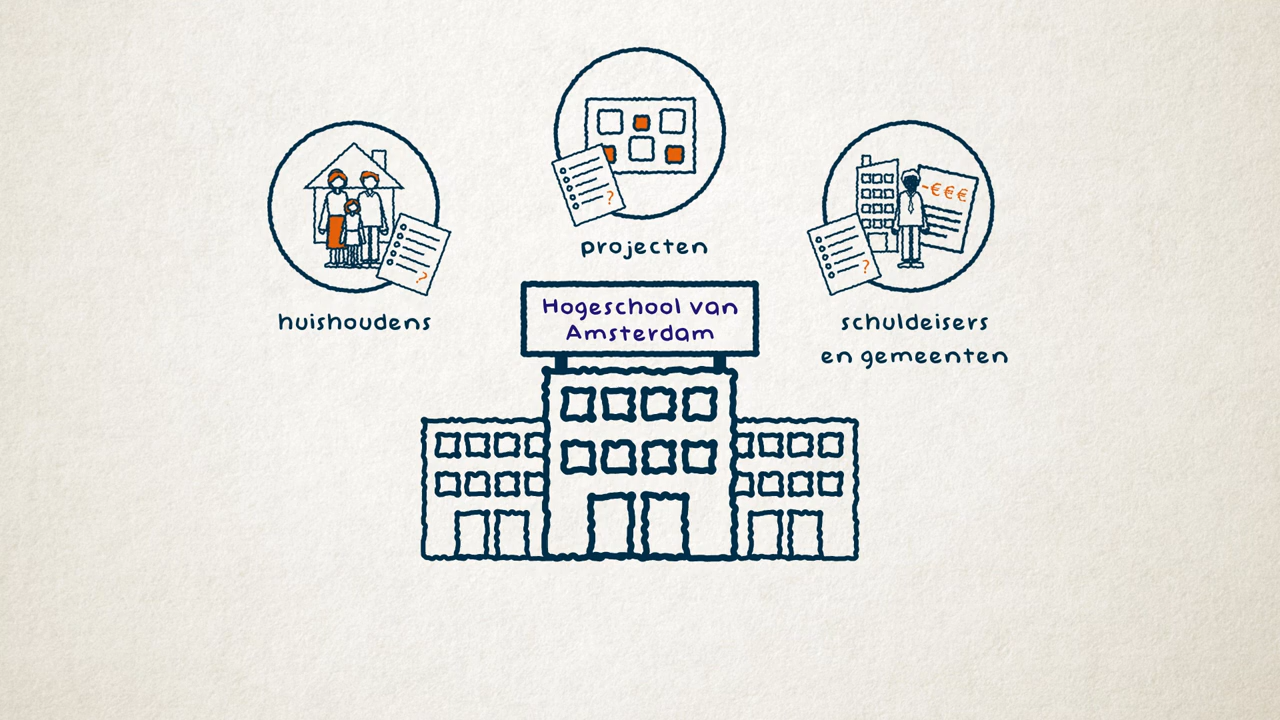 projecten
huishoudens
schuldeisers
en gemeenten
Hogeschool van
Amsterdam
?
?
?
-€€€